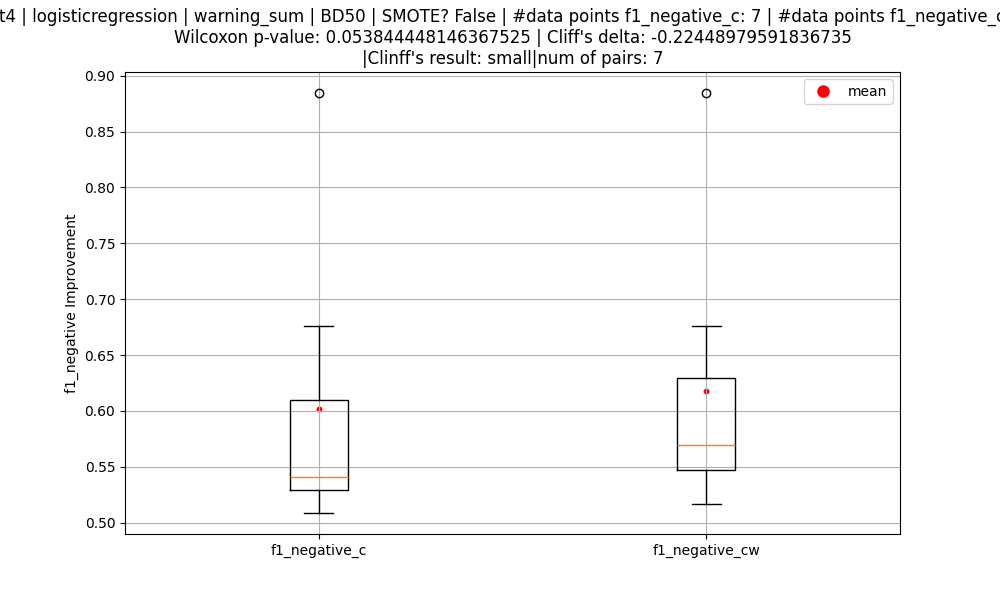 t4 | logisticregression | warning_sum | BD50 | SMOTE? False | #data points f1_negative_c: 7 | #data points f1_negative_c
Wilcoxon p-value: 0.053844448146367525 | Cliff's delta: -0.22448979591836735
|Clinff's result: small|num of pairs: 7
mean
0.90
0.85
0.80
0.75
0.70
0.65
0.60
0.55
0.50
f1_negative Improvement
f1_negative_c
f1_negative_cw